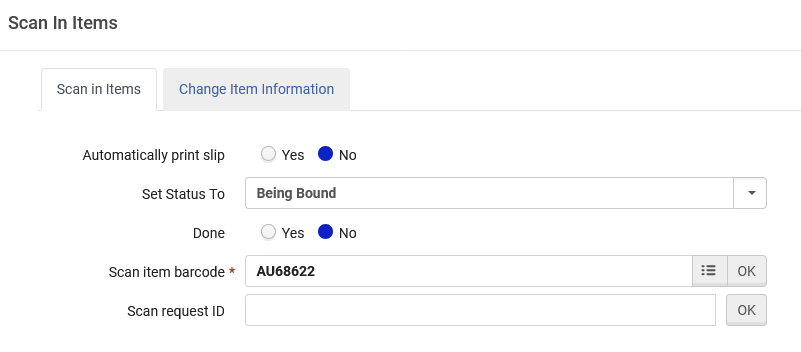 Scan In Items
Scan in Items Change Item Information
Automatically print slip Yes No
Set Status To Being Bound
Done Yes No
Scan item barcode * AU68622 OK
Scan request ID OK